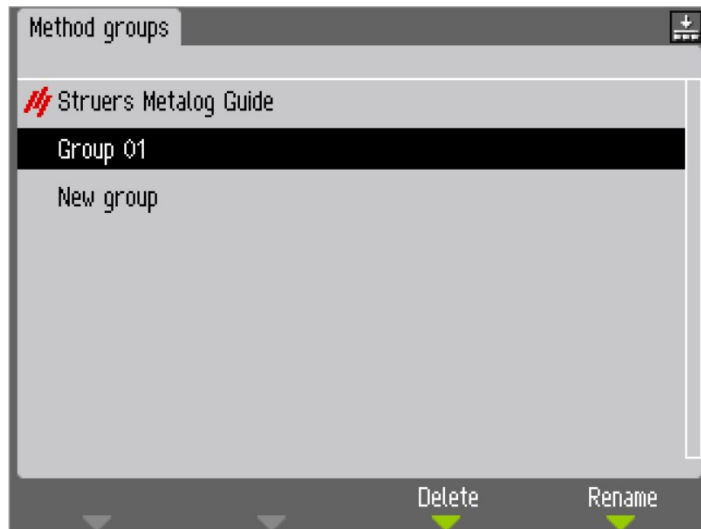 Method groups
Struers Metalog Guide
Group 01
New group
Delete Rename